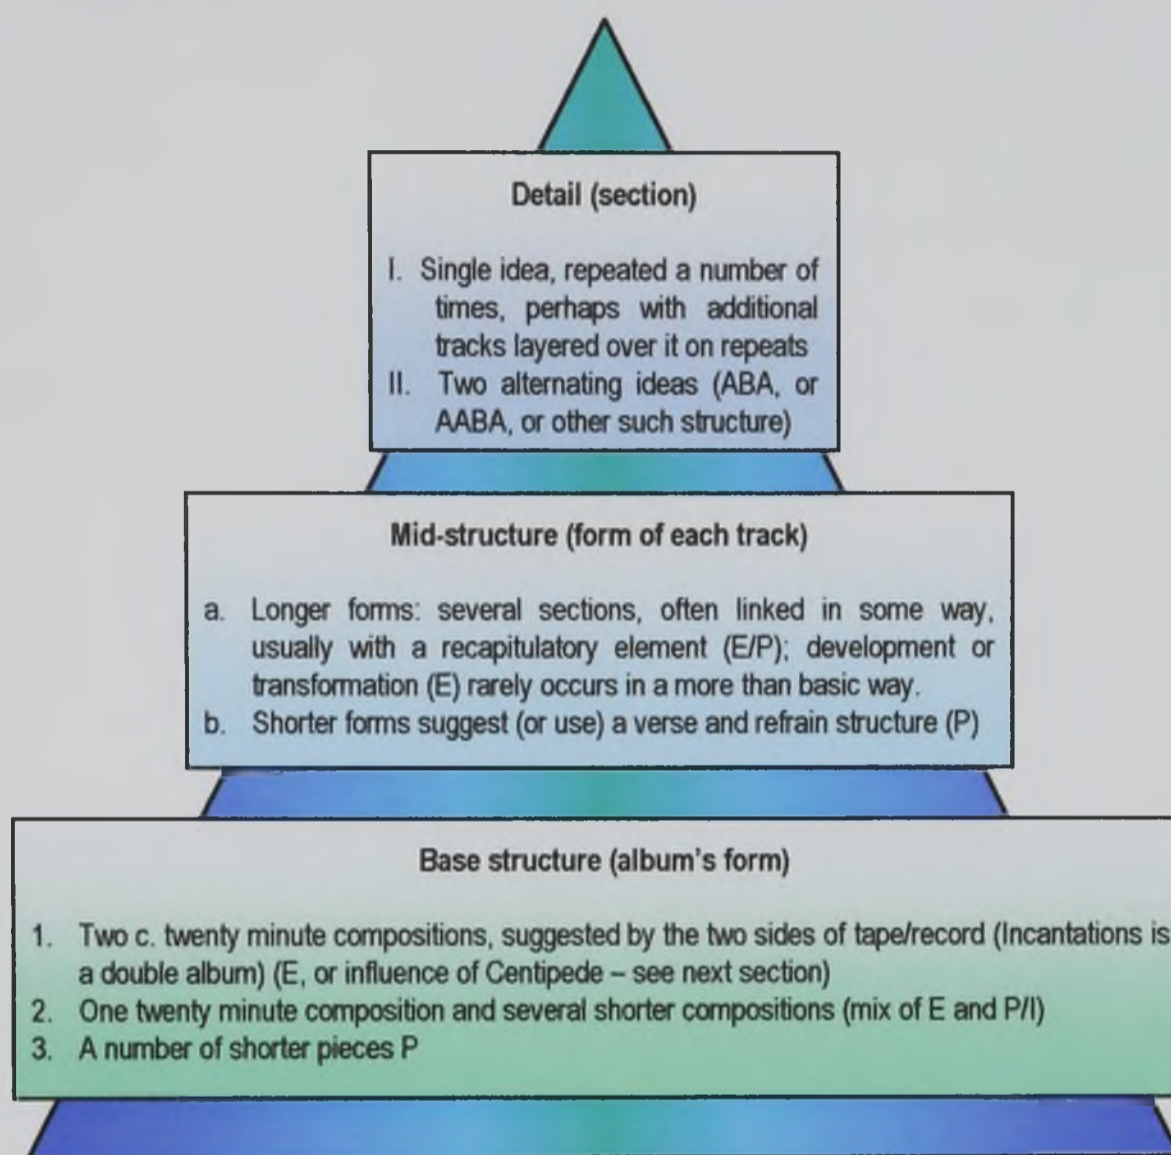 Detail (section)
I. Single idea, repeated a number of
times, perhaps with additional
tracks layered over it on repeats
II. Two alternating ideas (ABA, or
AABA, or other such structure)
Mid-structure (form of each track)
a. Longer forms: several sections, often linked in some way,
usually with a recapitulatory element (E/P); development or
transformation (E) rarely occurs in a more than basic way.
b. Shorter forms suggest (or use) a verse and refrain structure (P)
Base structure (album's form)
1. Two c. twenty minute compositions, suggested by the two sides of tape/record (Incantations is
a double album) (E, or influence of Centipede – see next section)
2. One twenty minute composition and several shorter compositions (mix of E and P/I)
3. A number of shorter pieces P